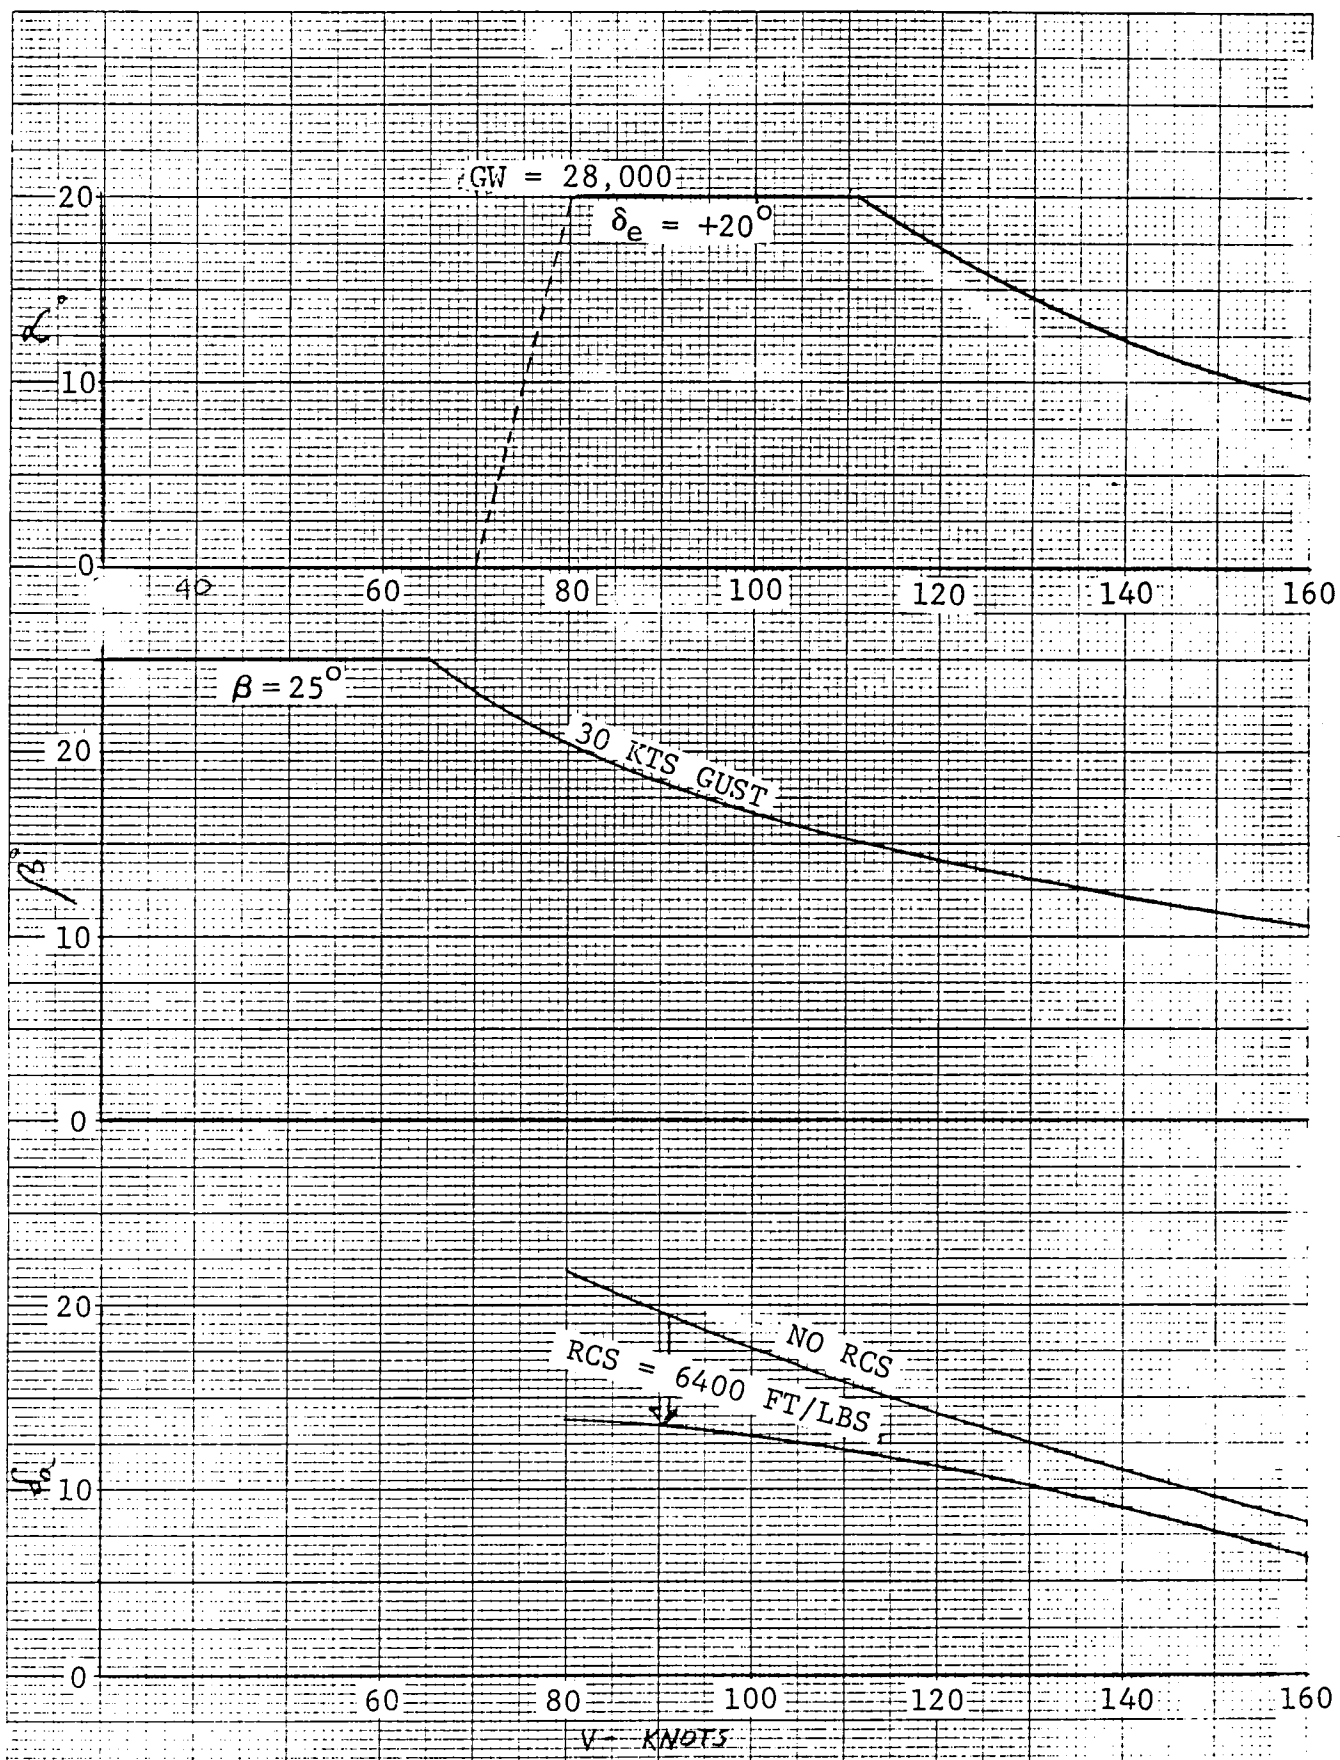 GW = 28,000
20
δe = +20°
α°
10
0
40 60 80 100 120 140 160
β = 25°
30 KTS GUST
20
β°
10
0
20
NO RCS
RCS = 6400 FT/LBS
δa
10
0
60 80 100 120 140 160
V - KNOTS